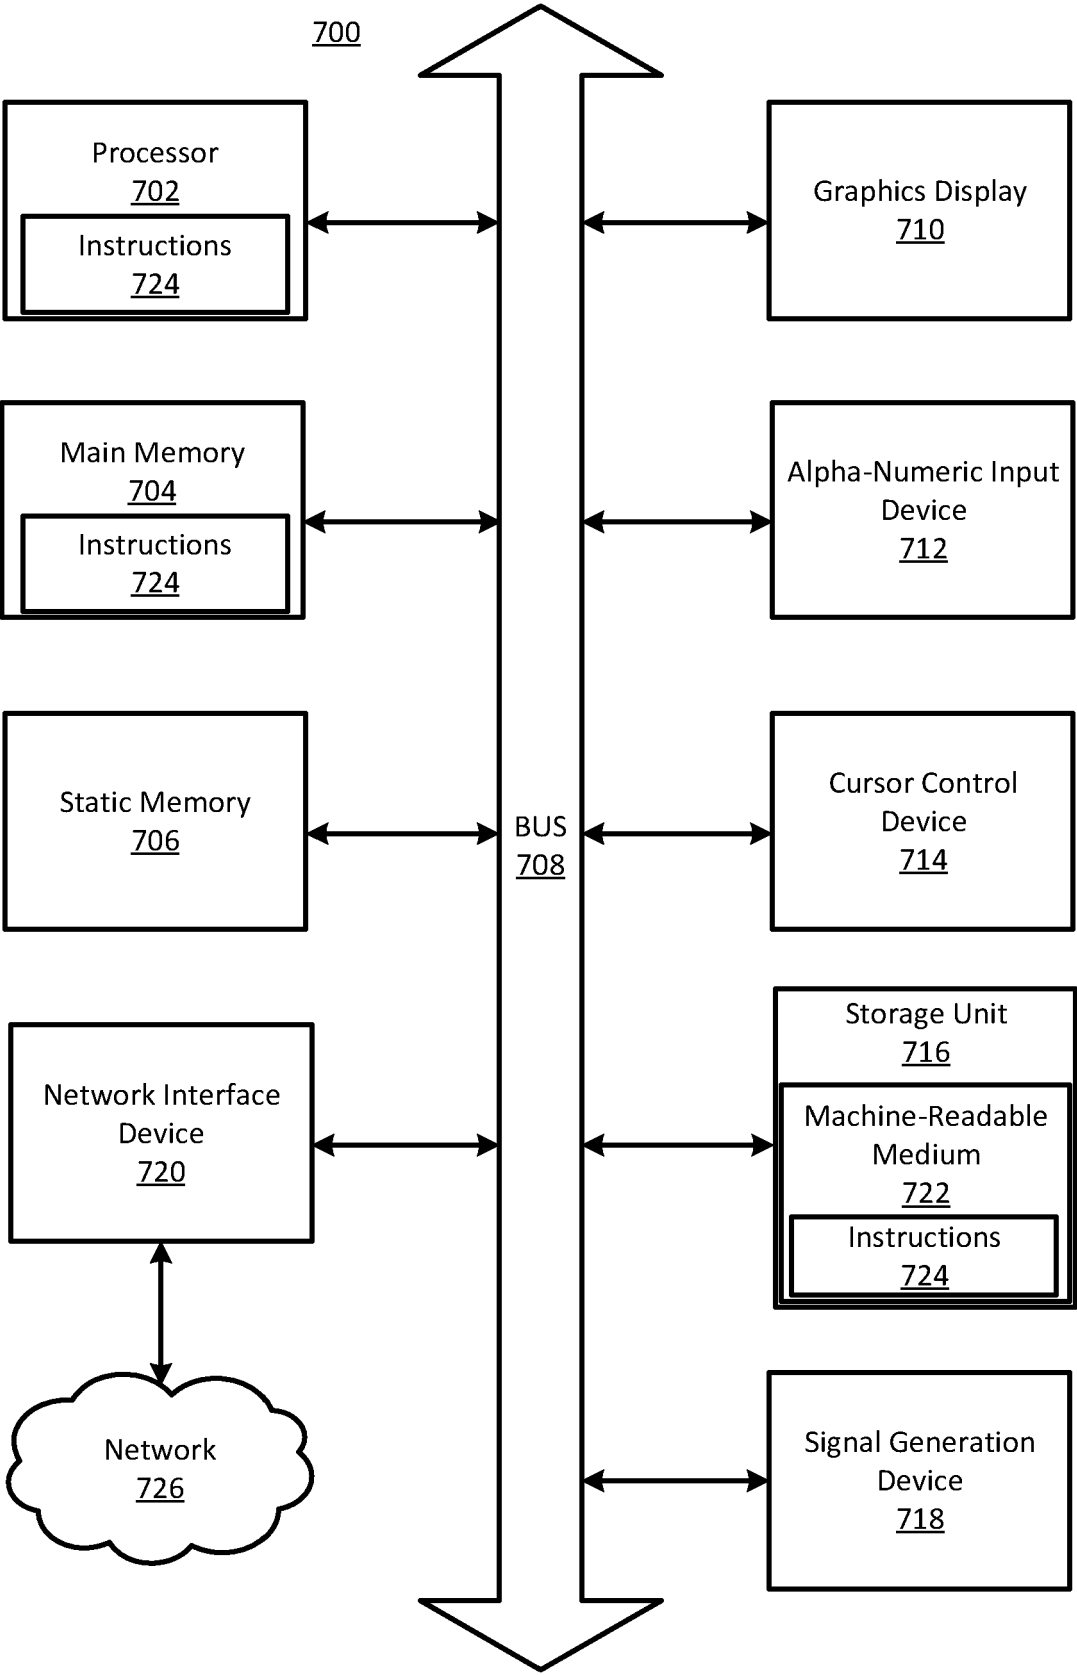 700
Processor
702
Instructions
724
Main Memory
704
Instructions
724
Static Memory
706
Network Interface
Device
720
Network
726
BUS
708
Graphics Display
710
Alpha-Numeric Input
Device
712
Cursor Control
Device
714
Storage Unit
716
Machine-Readable
Medium
722
Instructions
724
Signal Generation
Device
718